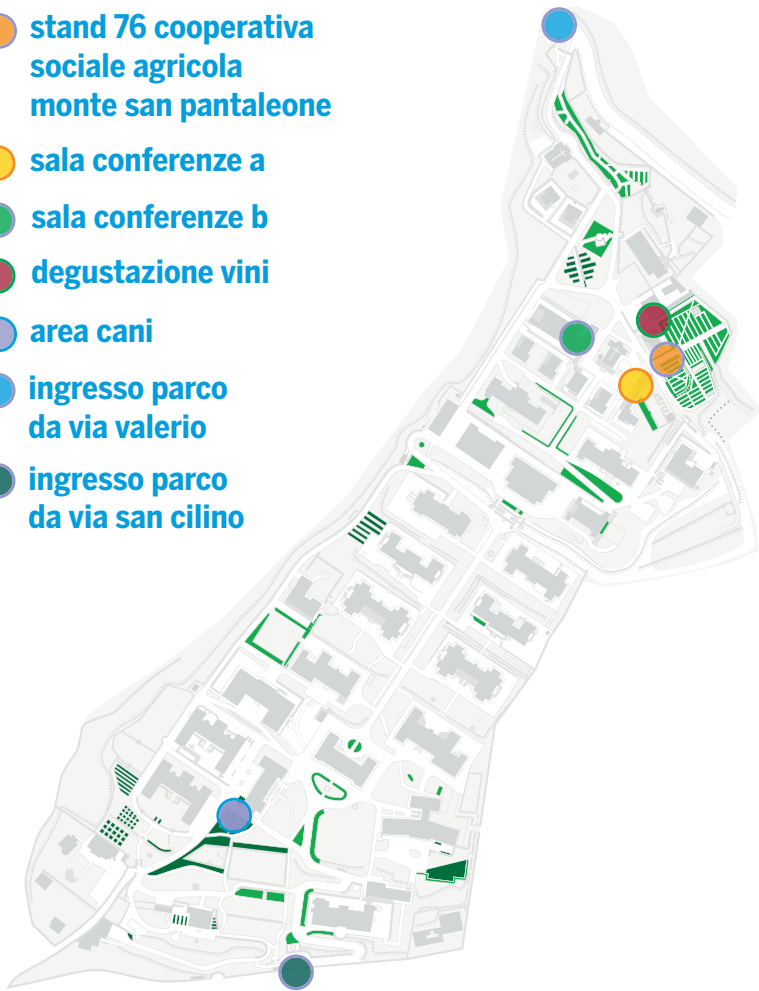 stand 76 cooperativa
sociale agricola
monte san pantaleone
sala conferenze a
sala conferenze b
degustazione vini
area cani
ingresso parco
da via valerio
ingresso parco
da via san cilino